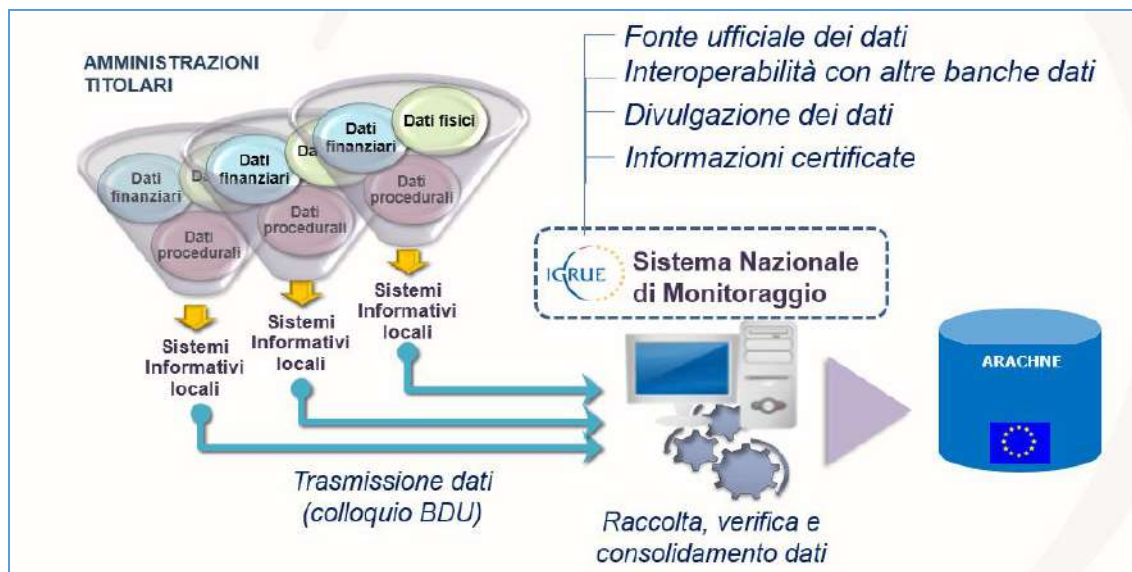 AMMINISTRAZIONI
TITOLARI
Dati
finanziari
Dati
procedurali
Dati
finanziari
Dati
procedurali
Dati
finanziari
Dati fisici
Dati
procedurali
Sistemi
Informativi
locali
Sistemi
Informativi
locali
Sistemi
Informativi
locali
Trasmissione dati
(colloquio BDU)
Fonte ufficiale dei dati
Interoperabilità con altre banche dati
Divulgazione dei dati
Informazioni certificate
IGRUE
Sistema Nazionale
di Monitoraggio
Raccolta, verifica e
consolidamento dati
ARACHNE